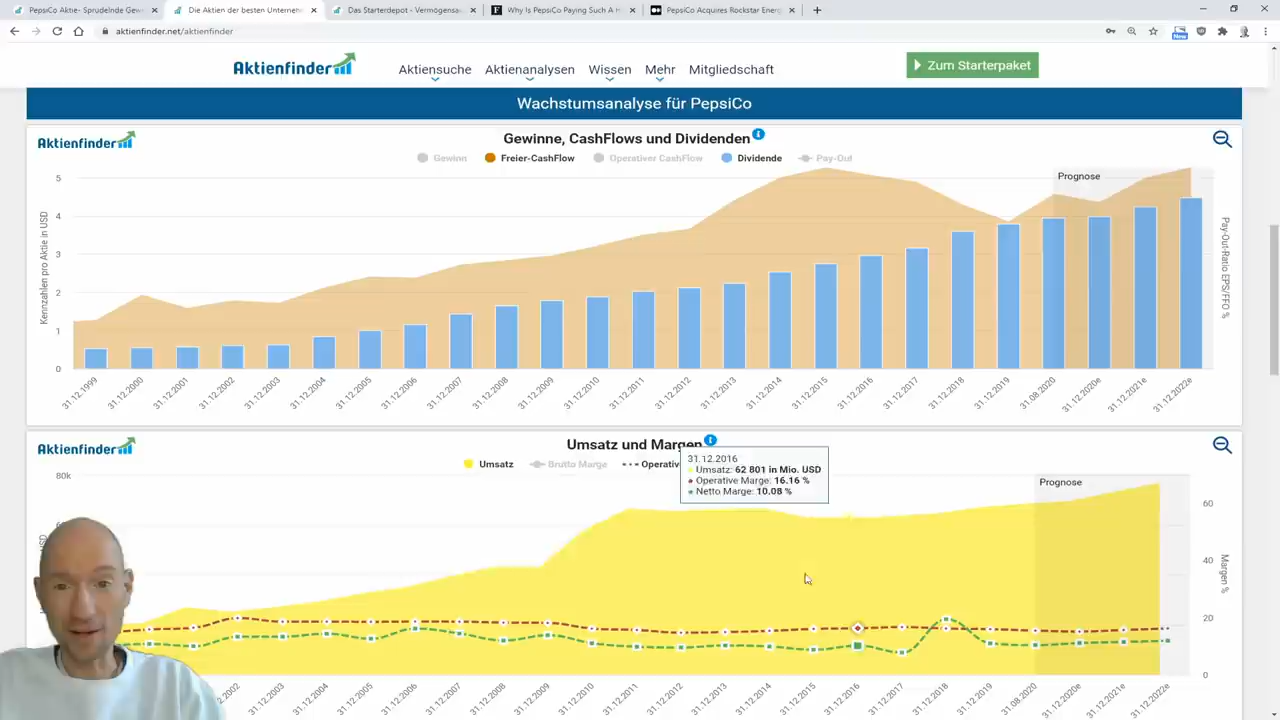 PepsiCo Aktie- Sprudelnde Gewi
Die Aktien der besten Unterneh
Das Starterdepot - Vermögensau
Why Is PepsiCo Paying Such A H
PepsiCo Acquires Rockstar Energ
aktienfinder.net/aktienfinder
New
Aktienfinder
Aktiensuche
Aktienanalysen
Wissen
Mehr
Mitgliedschaft
Zum Starterpaket
Wachstumsanalyse für PepsiCo
Aktienfinder
Gewinne, CashFlows und Dividenden
Gewinn
Freier-CashFlow
Operativer CashFlow
Dividende
Pay-Out
Prognose
Kennzahlen pro Aktie in USD
5
4
3
2
1
0
Pay-Out-Ratio EPS/FFO %
31.12.1999
31.12.2000
31.12.2001
31.12.2002
31.12.2003
31.12.2004
31.12.2005
31.12.2006
31.12.2007
31.12.2008
31.12.2009
31.12.2010
31.12.2011
31.12.2012
31.12.2013
31.12.2014
31.12.2015
31.12.2016
31.12.2017
31.12.2018
31.12.2019
31.08.2020
31.12.2020e
31.12.2021e
31.12.2022e
Aktienfinder
Umsatz und Margen
Umsatz
Brutto Marge
Operativ
31.12.2016
Umsatz: 62 801 in Mio. USD
Operative Marge: 16.16 %
Netto Marge: 10.08 %
Prognose
80k
60
40
20
0
Margen %
31.12.2003
31.12.2004
31.12.2005
31.12.2006
31.12.2007
31.12.2008
31.12.2009
31.12.2010
31.12.2011
31.12.2012
31.12.2013
31.12.2014
31.12.2015
31.12.2016
31.12.2017
31.12.2018
31.12.2019
31.08.2020
31.12.2020e
31.12.2021e
31.12.2022e